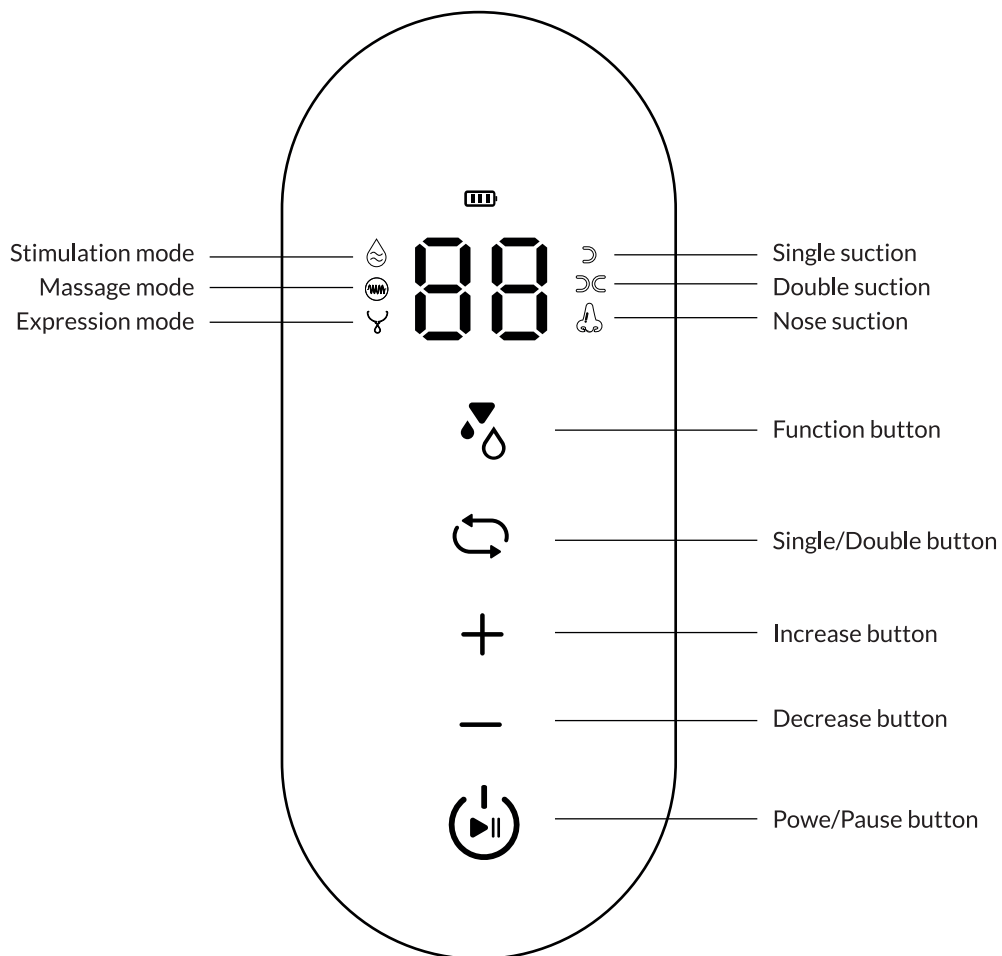 Stimulation mode
Massage mode
Expression mode
88
Single suction
Double suction
Nose suction
Function button
Single/Double button
Increase button
Decrease button
Powe/Pause button